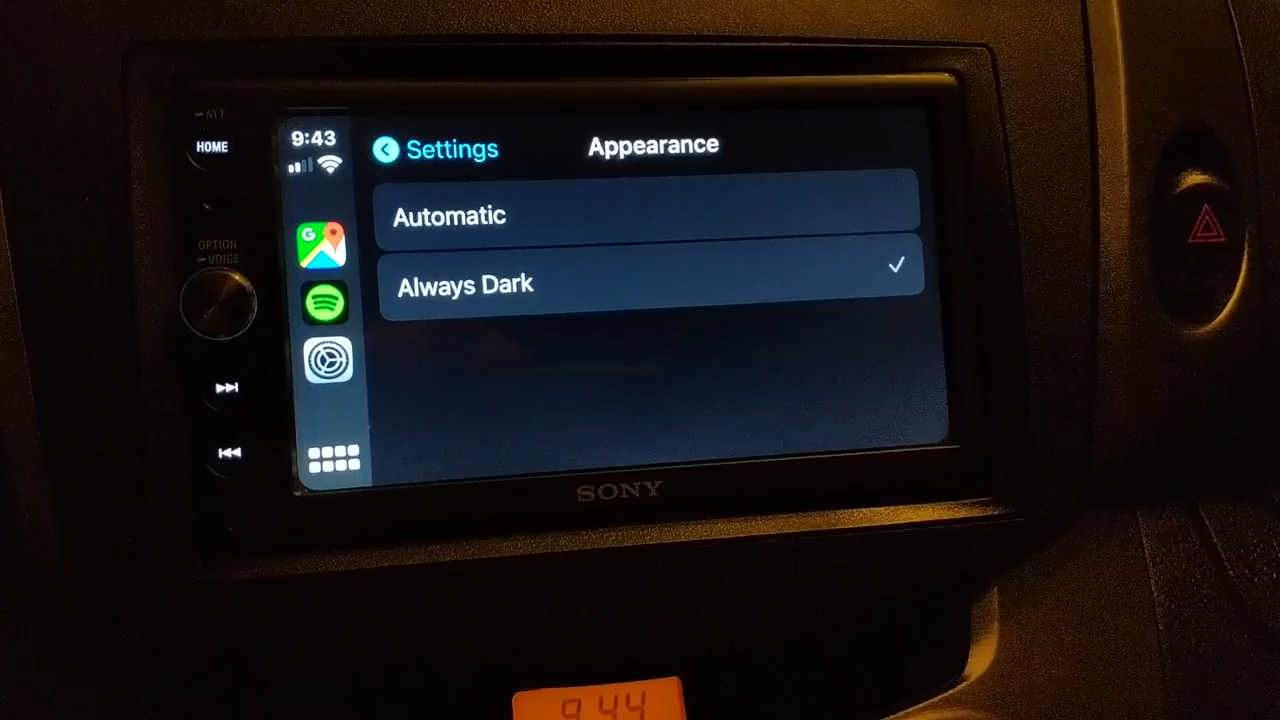 ATT
HOME
OPTION
VOICE
9:43
Settings
Appearance
Automatic
Always Dark
G
SONY
9:44